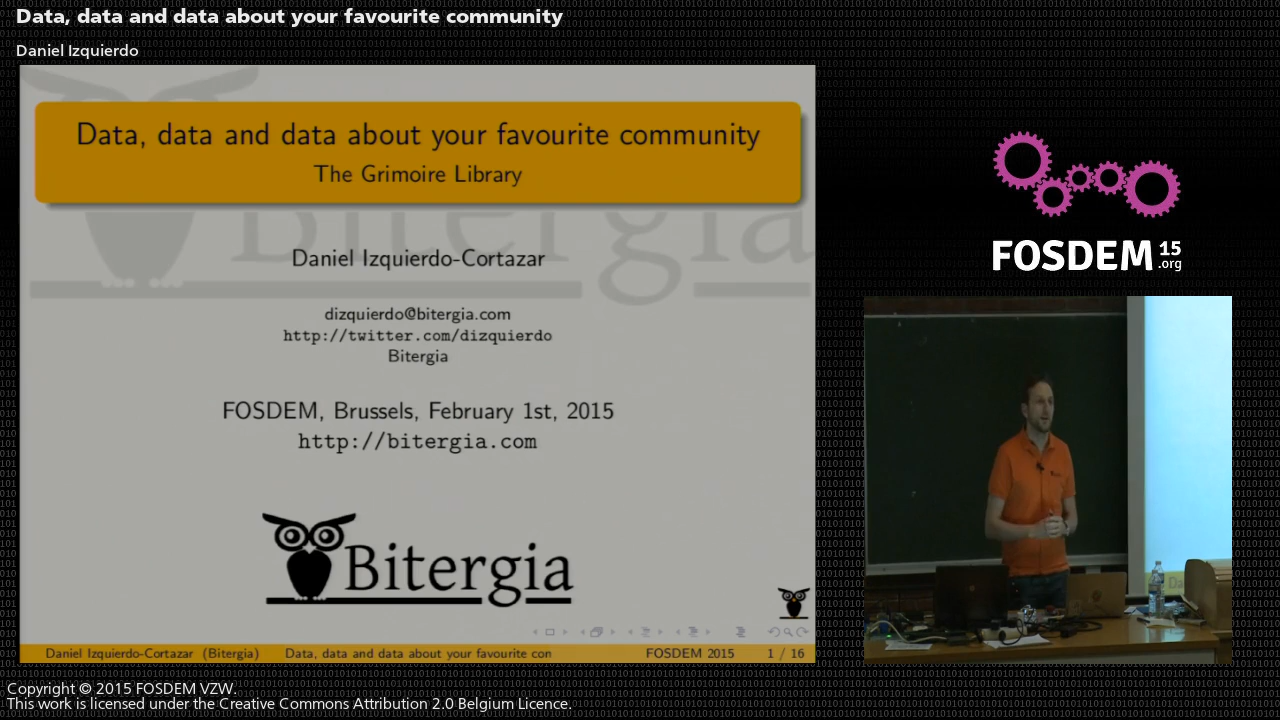 Data, data and data about your favourite community
Daniel Izquierdo
Data, data and data about your favourite community
The Grimoire Library
Bitergia
Daniel Izquierdo-Cortazar
dizquierdo@bitergia.com
http://twitter.com/dizquierdo
Bitergia
FOSDEM, Brussels, February 1st, 2015
http://bitergia.com
Bitergia
Daniel Izquierdo-Cortazar (Bitergia)
Data, data and data about your favourite con
FOSDEM 2015
1 / 16
FOSDEM 15
.org
Copyright © 2015 FOSDEM VZW.
This work is licensed under the Creative Commons Attribution 2.0 Belgium Licence.